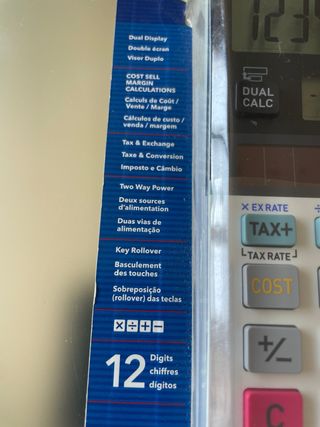 Dual Display
Double écran
Visor Duplo
COST SELL
MARGIN
CALCULATIONS
Calculs de Coût /
Vente / Marge
Cálculos de custo /
venda / margem
Tax & Exchange
Taxe & Conversion
Imposto e Câmbio
Two Way Power
Deux sources
d'alimentation
Duas vias de
alimentação
Key Rollover
Basculement
des touches
Sobreposição
(rollover) das teclas
× ÷ + −
12 Digits
chiffres
dígitos
123
DUAL
CALC
× EX RATE ÷
TAX+
TAX RATE
COST
+/−
C